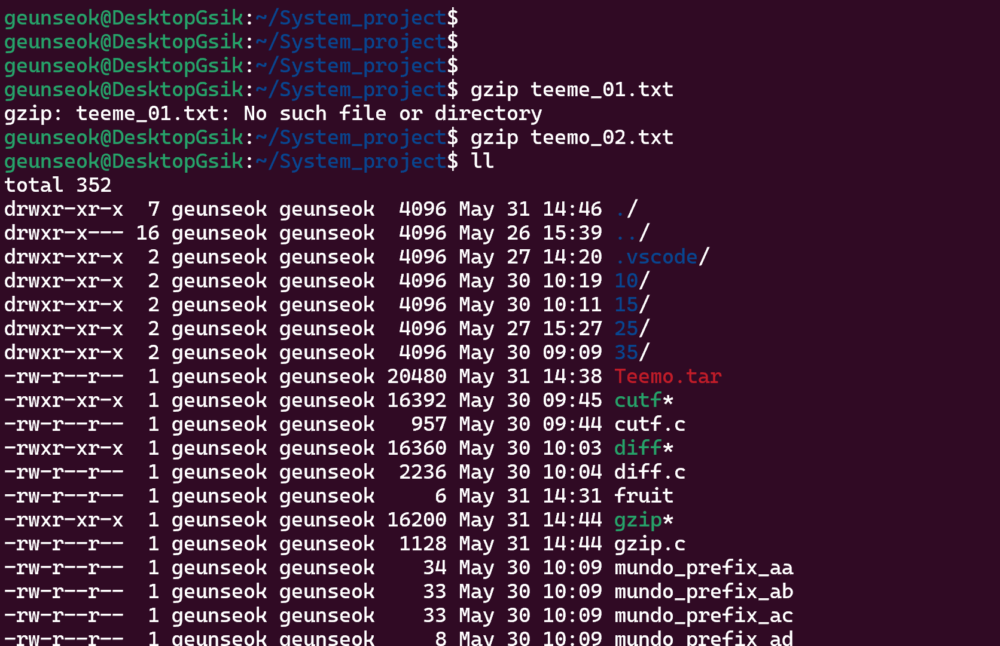 geunseok@DesktopGsik:~/System_project$
geunseok@DesktopGsik:~/System_project$
geunseok@DesktopGsik:~/System_project$
geunseok@DesktopGsik:~/System_project$ gzip teeme_01.txt
gzip: teeme_01.txt: No such file or directory
geunseok@DesktopGsik:~/System_project$ gzip teemo_02.txt
geunseok@DesktopGsik:~/System_project$ ll
total 352
drwxr-xr-x  7 geunseok geunseok  4096 May 31 14:46 ./
drwxr-x--- 16 geunseok geunseok  4096 May 26 15:39 ../
drwxr-xr-x  2 geunseok geunseok  4096 May 27 14:20 .vscode/
drwxr-xr-x  2 geunseok geunseok  4096 May 30 10:19 10/
drwxr-xr-x  2 geunseok geunseok  4096 May 30 10:11 15/
drwxr-xr-x  2 geunseok geunseok  4096 May 27 15:27 25/
drwxr-xr-x  2 geunseok geunseok  4096 May 30 09:09 35/
-rw-r--r--  1 geunseok geunseok 20480 May 31 14:38 Teemo.tar
-rwxr-xr-x  1 geunseok geunseok 16392 May 30 09:45 cutf*
-rw-r--r--  1 geunseok geunseok   957 May 30 09:44 cutf.c
-rwxr-xr-x  1 geunseok geunseok 16360 May 30 10:03 diff*
-rw-r--r--  1 geunseok geunseok  2236 May 30 10:04 diff.c
-rw-r--r--  1 geunseok geunseok     6 May 31 14:31 fruit
-rwxr-xr-x  1 geunseok geunseok 16200 May 31 14:44 gzip*
-rw-r--r--  1 geunseok geunseok  1128 May 31 14:44 gzip.c
-rw-r--r--  1 geunseok geunseok    34 May 30 10:09 mundo_prefix_aa
-rw-r--r--  1 geunseok geunseok    33 May 30 10:09 mundo_prefix_ab
-rw-r--r--  1 geunseok geunseok    33 May 30 10:09 mundo_prefix_ac
-rw-r--r--  1 geunseok geunseok     8 May 30 10:09 mundo_prefix_ad